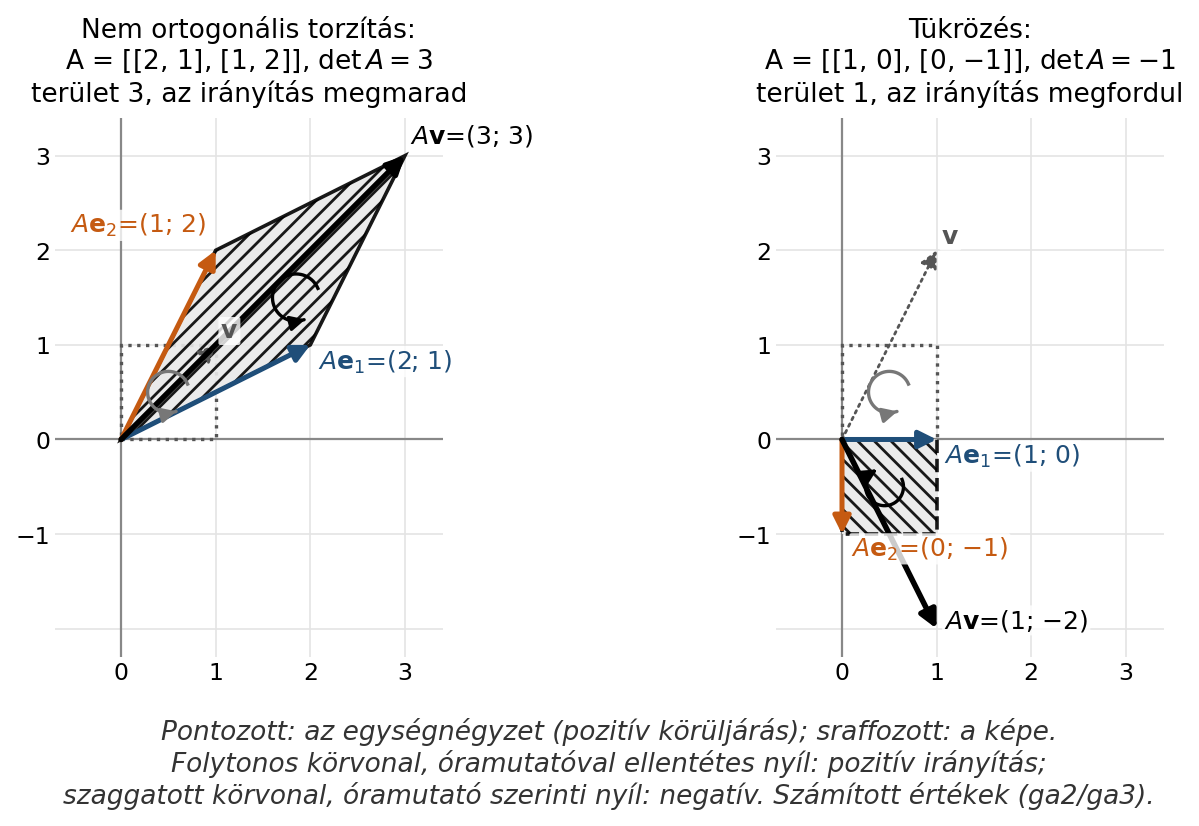 Nem ortogonális torzítás:
A = [[2, 1], [1, 2]], det A = 3
terület 3, az irányítás megmarad
Av=(3; 3)
3
Ae₂=(1; 2)
2
v
1
Ae₁=(2; 1)
0
−1
0 1 2 3
Tükrözés:
A = [[1, 0], [0, −1]], det A = −1
terület 1, az irányítás megfordul
3
v
2
1
0
Ae₁=(1; 0)
−1
Ae₂=(0; −1)
Av=(1; −2)
0 1 2 3
Pontozott: az egységnégyzet (pozitív körüljárás); sraffozott: a képe.
Folytonos körvonal, óramutatóval ellentétes nyíl: pozitív irányítás;
szaggatott körvonal, óramutató szerinti nyíl: negatív. Számított értékek (ga2/ga3).